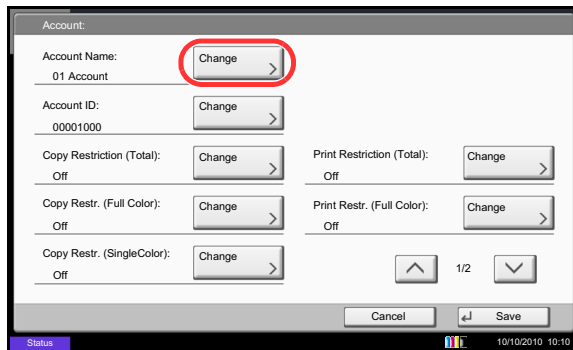 Account:
Account Name:
01 Account
Change
Account ID:
00001000
Change
Copy Restriction (Total):
Off
Change
Print Restriction (Total):
Off
Change
Copy Restr. (Full Color):
Off
Change
Print Restr. (Full Color):
Off
Change
Copy Restr. (SingleColor):
Off
Change
1/2
Cancel
Save
Status
10/10/2010 10:10